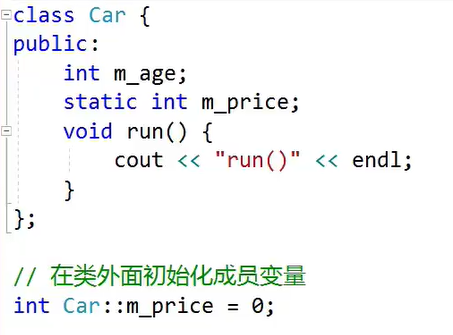 class Car {
public:
    int m_age;
    static int m_price;
    void run() {
        cout << "run()" << endl;
    }
};

// 在类外面初始化成员变量
int Car::m_price = 0;